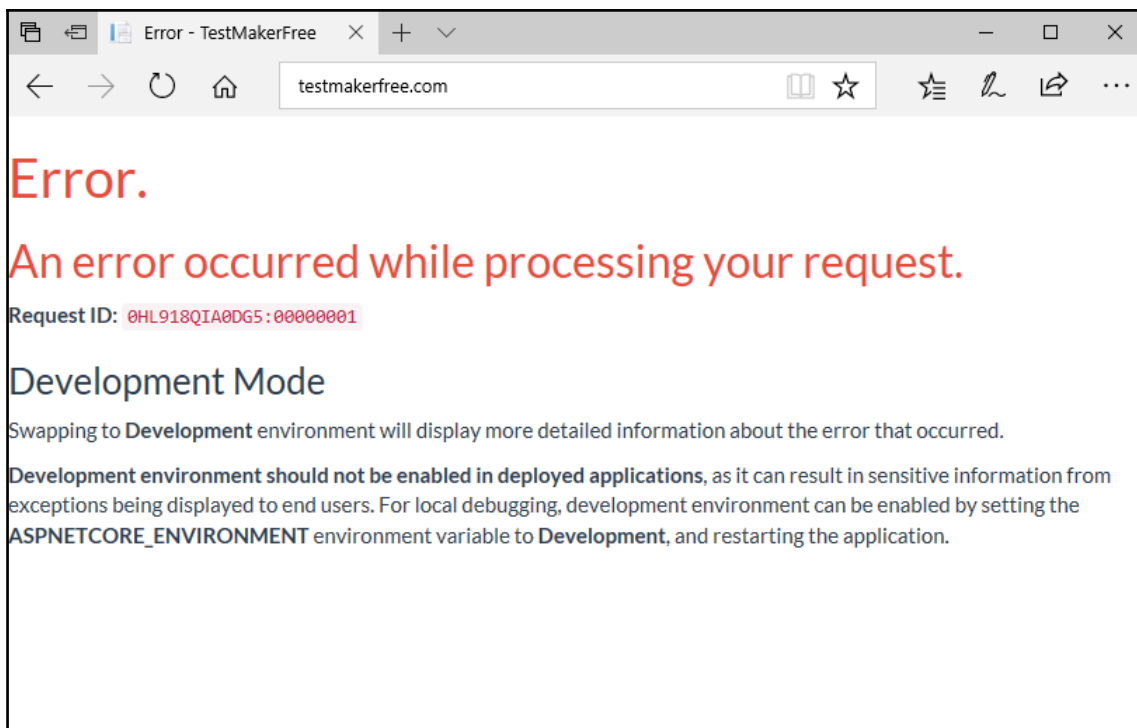 Error - TestMakerFree
testmakerfree.com
Error.
An error occurred while processing your request.
Request ID: 0HL918QIA0DG5:00000001
Development Mode
Swapping to Development environment will display more detailed information about the error that occurred.
Development environment should not be enabled in deployed applications, as it can result in sensitive information from
exceptions being displayed to end users. For local debugging, development environment can be enabled by setting the
ASPNETCORE_ENVIRONMENT environment variable to Development, and restarting the application.